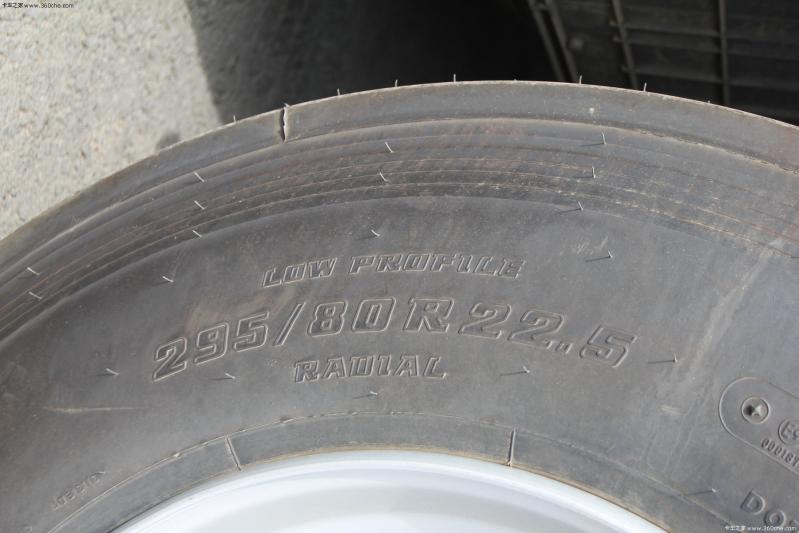 卡车之家 www.360che.com
LOW PROFILE
295/80R22.5
RADIAL
DOT
卡车之家 www.360che.com